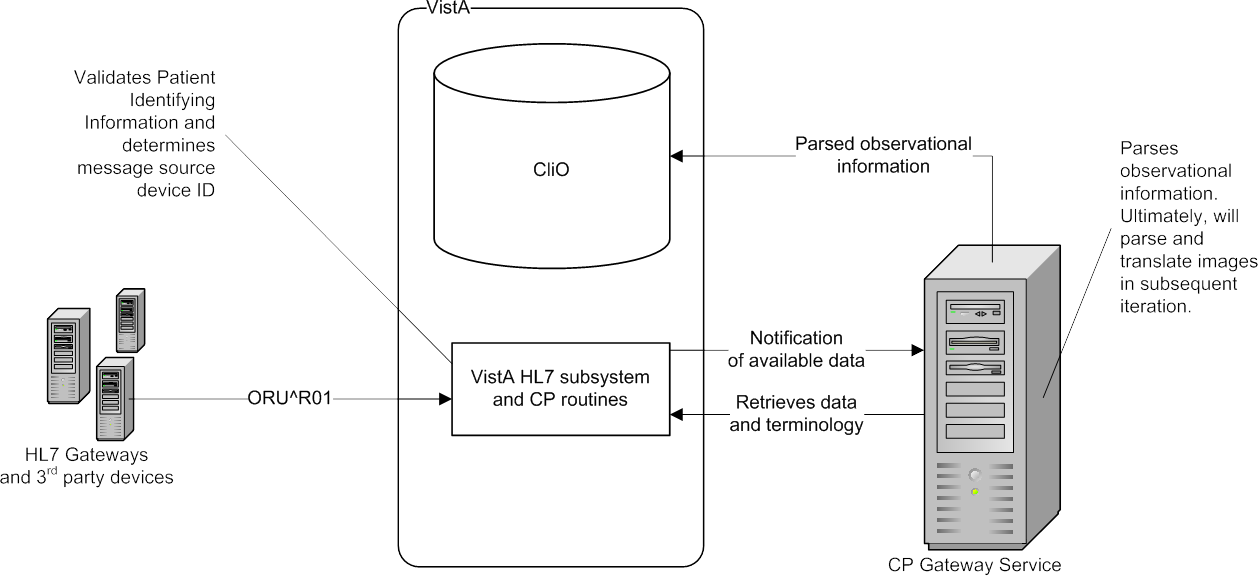 VistA
Validates Patient
Identifying
Information and
determines
message source
device ID
CliO
Parsed observational
information
Parses
observational
information.
Ultimately, will
parse and
translate images
in subsequent
iteration.
Notification
of available data
VistA HL7 subsystem
and CP routines
ORU^R01
Retrieves data
and terminology
HL7 Gateways
and 3rd party devices
CP Gateway Service